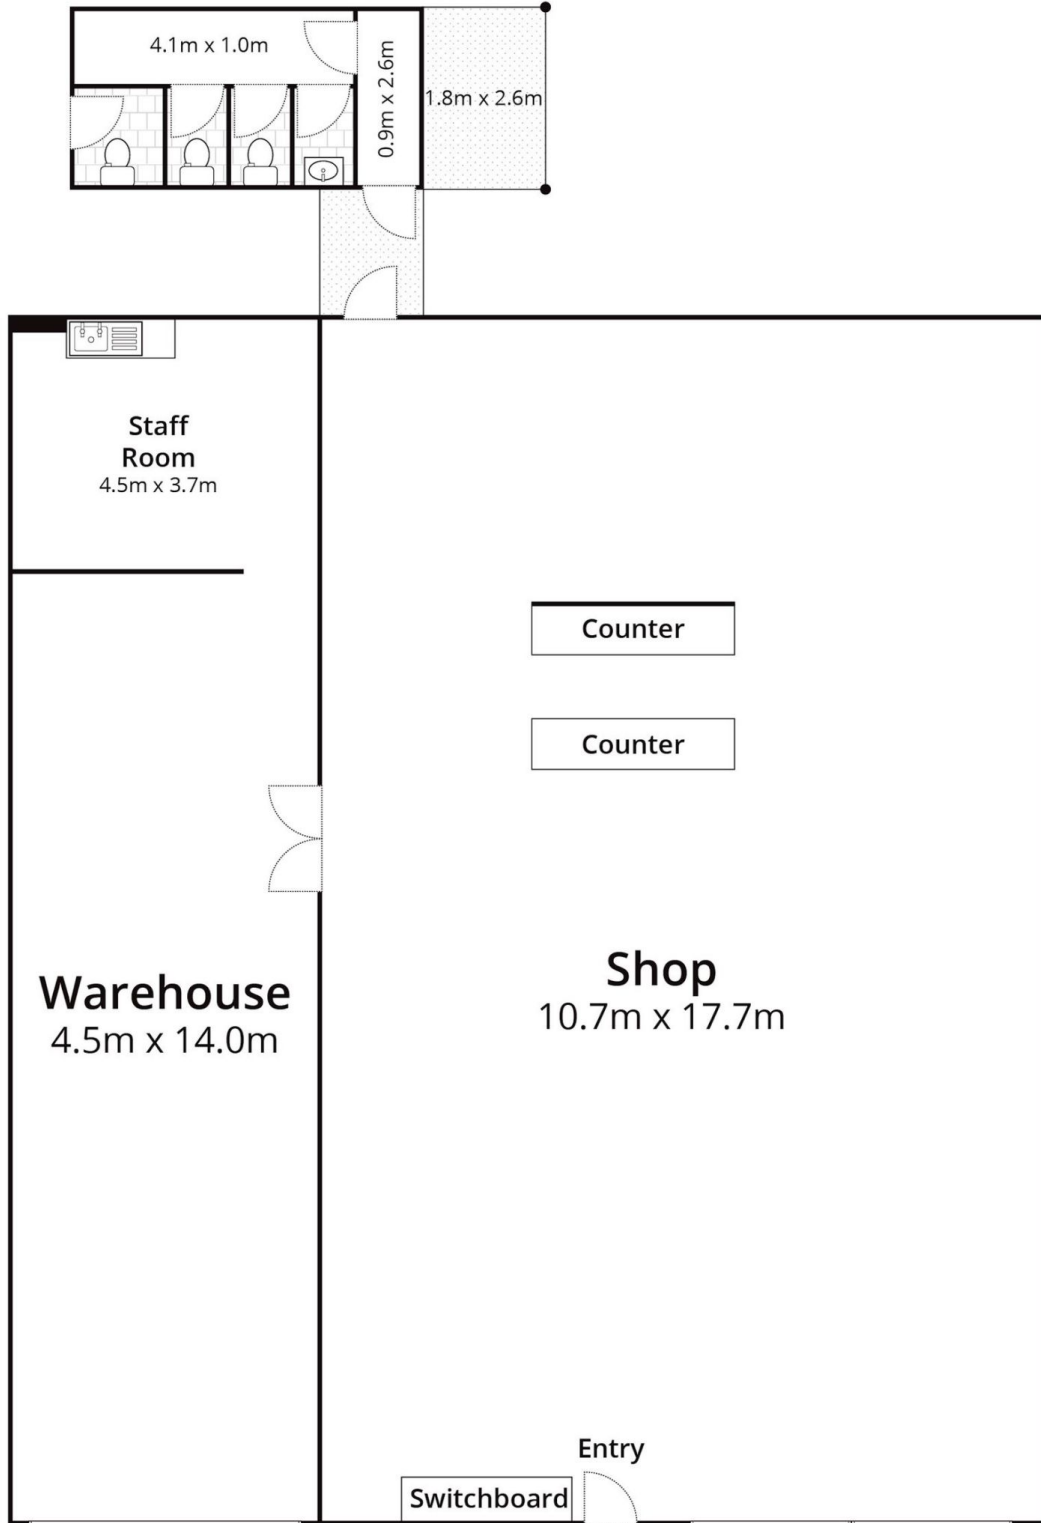 4.1m x 1.0m
0.9m x 2.6m
1.8m x 2.6m
Staff
Room
4.5m x 3.7m
Counter
Counter
Shop
10.7m x 17.7m
Warehouse
4.5m x 14.0m
Entry
Switchboard